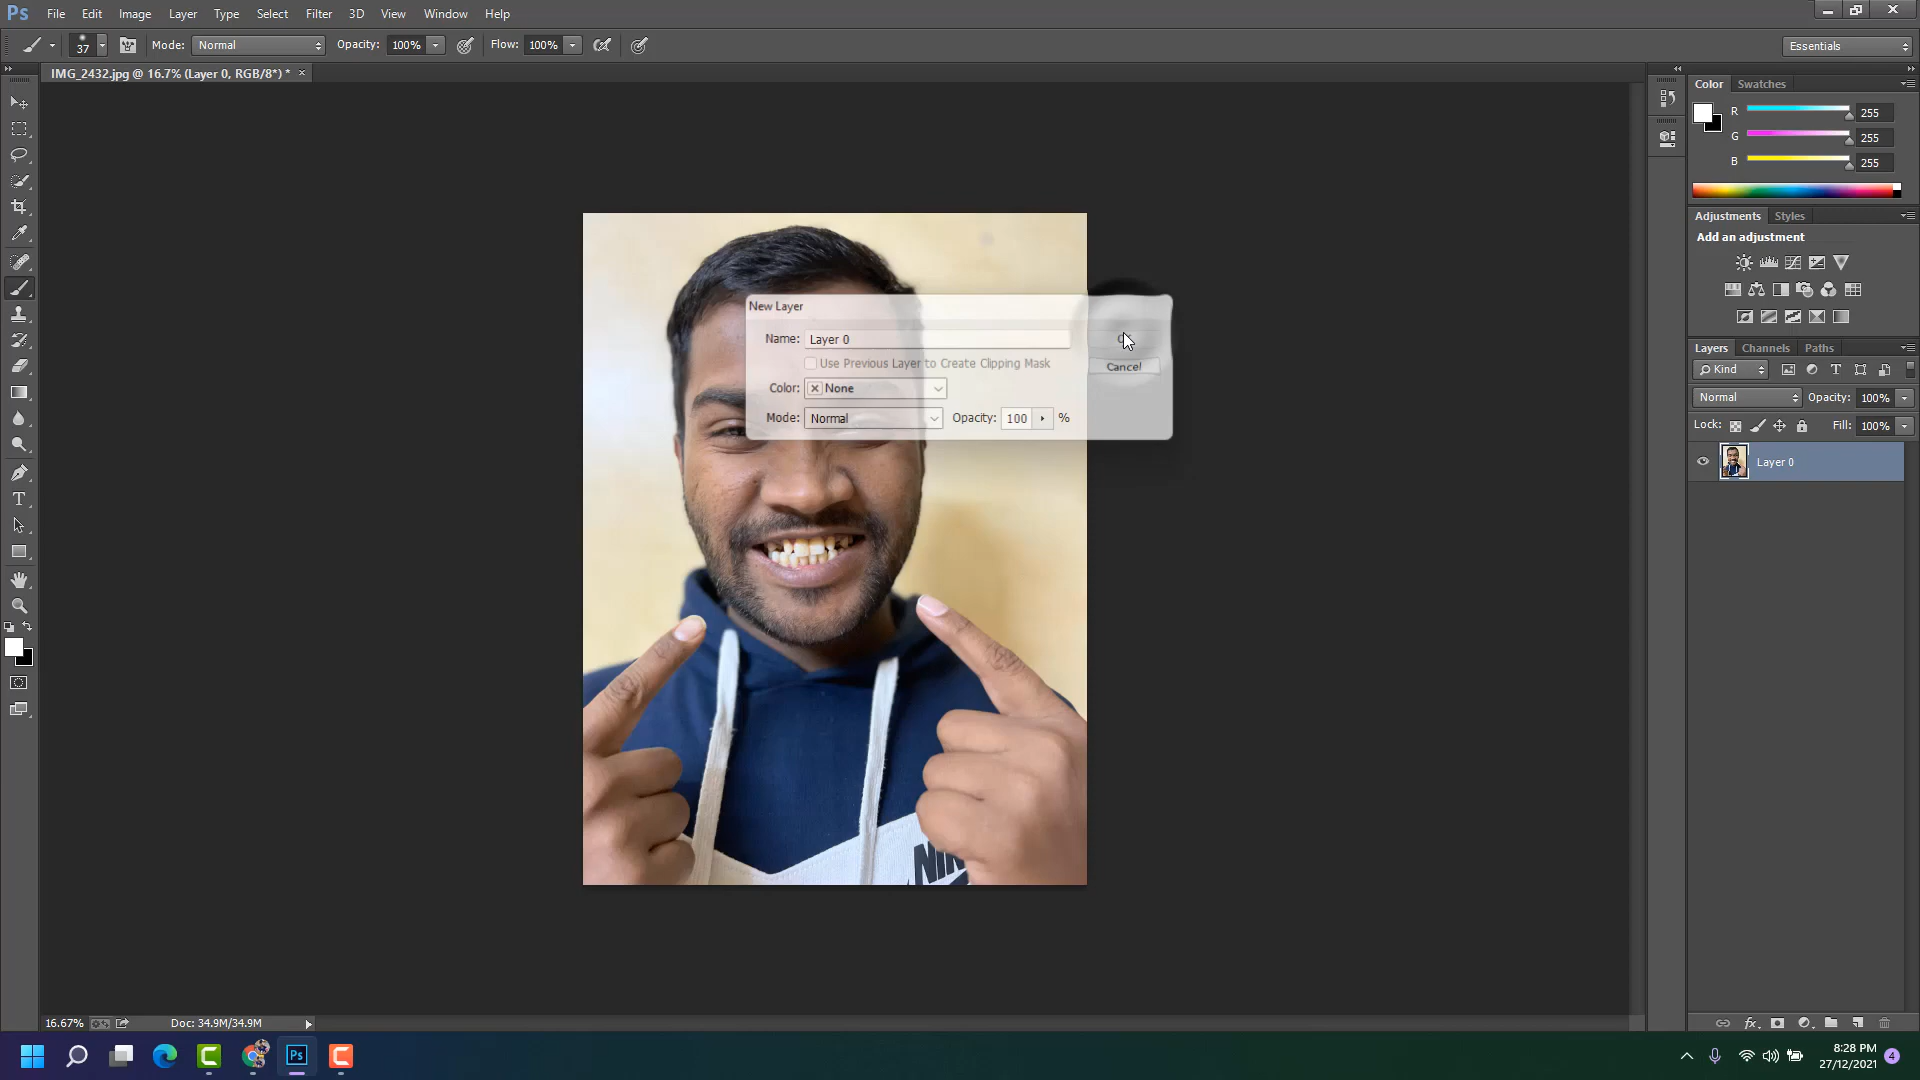 Ps File Edit Image Layer Type Select Filter 3D View Window Help
37 Mode: Normal Opacity: 100% Flow: 100% Essentials
IMG_2432.jpg @ 16.7% (Layer 0, RGB/8*) * ×
Color Swatches
R 255
G 255
B 255
Adjustments Styles
Add an adjustment
New Layer
Name: Layer 0
Use Previous Layer to Create Clipping Mask
Cancel
Color: None
Mode: Normal Opacity: 100 %
Layers Channels Paths
Kind T
Normal Opacity: 100%
Lock: Fill: 100%
Layer 0
T
16.67% Doc: 34.9M/34.9M
fx
Ps C C
8:28 PM
27/12/2021 4